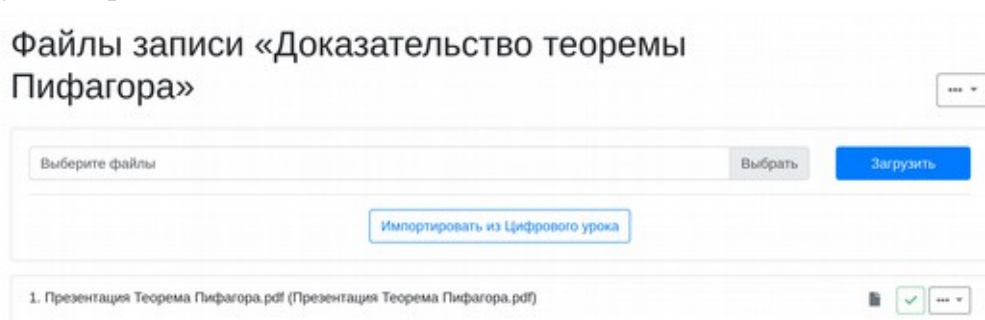 Файлы записи «Доказательство теоремы
Пифагора»
Выберите файлы
Выбрать
Загрузить
Импортировать из Цифрового урока
1. Презентация Теорема Пифагора.pdf (Презентация Теорема Пифагора.pdf)